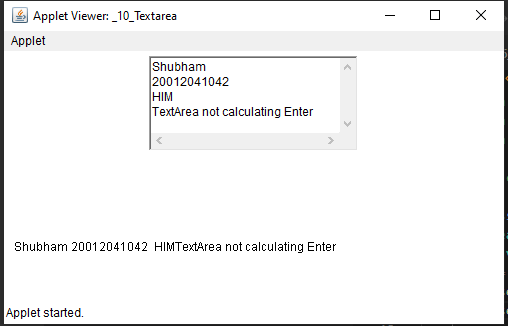 Applet Viewer: _10_Textarea
Applet
Shubham
20012041042
HIM
TextArea not calculating Enter
Shubham 20012041042  HIMTextArea not calculating Enter
Applet started.